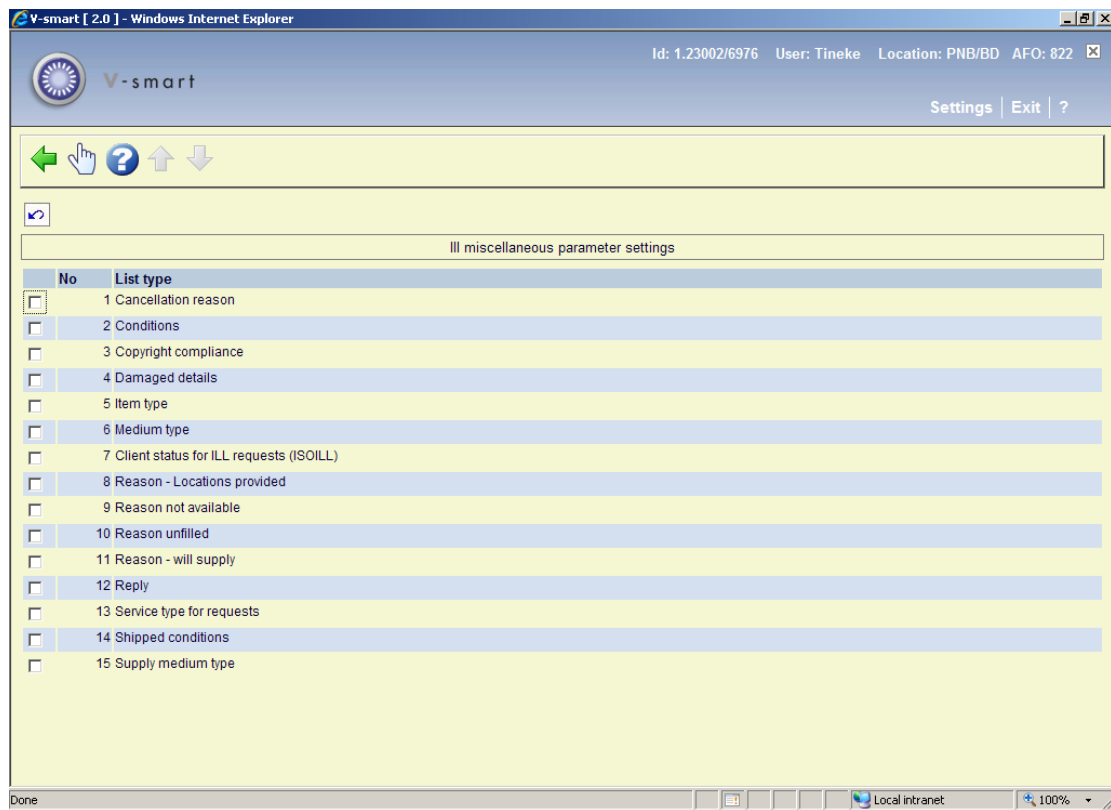 V-smart [ 2.0 ] - Windows Internet Explorer
Id: 1.23002/6976 User: Tineke Location: PNB/BD AFO: 822
V-smart
Settings | Exit | ?
Ill miscellaneous parameter settings
No List type
1 Cancellation reason
2 Conditions
3 Copyright compliance
4 Damaged details
5 Item type
6 Medium type
7 Client status for ILL requests (ISOILL)
8 Reason - Locations provided
9 Reason not available
10 Reason unfilled
11 Reason - will supply
12 Reply
13 Service type for requests
14 Shipped conditions
15 Supply medium type
Done Local intranet 100%